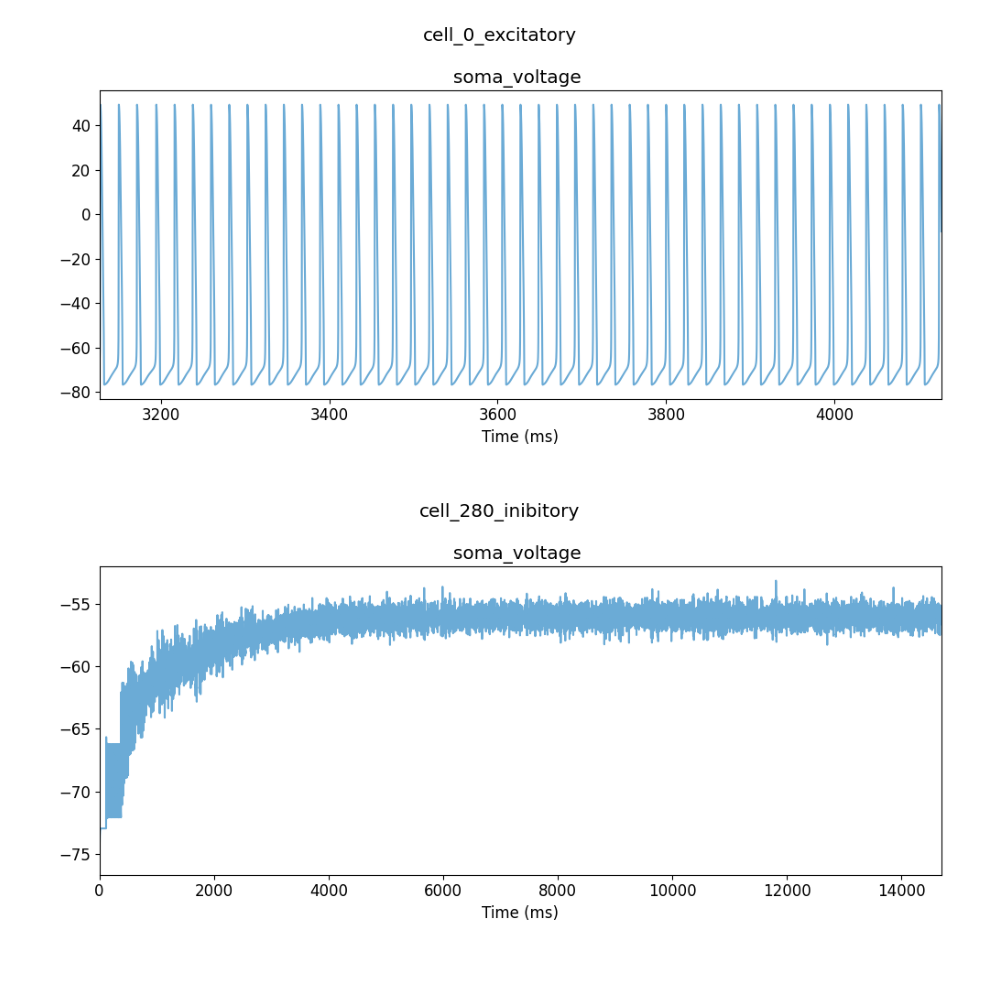 cell_0_excitatory
soma_voltage
40
20
0
−20
−40
−60
−80
3200 3400 3600 3800 4000
Time (ms)
cell_280_inibitory
soma_voltage
−55
−60
−65
−70
−75
0 2000 4000 6000 8000 10000 12000 14000
Time (ms)